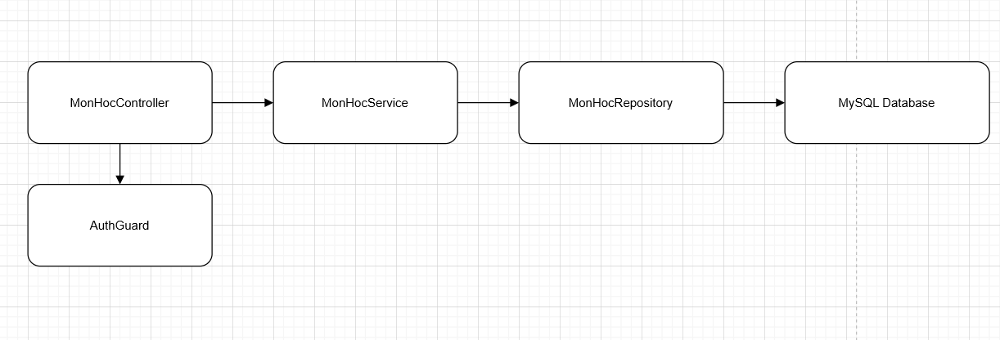 MonHocController
MonHocService
MonHocRepository
MySQL Database
AuthGuard